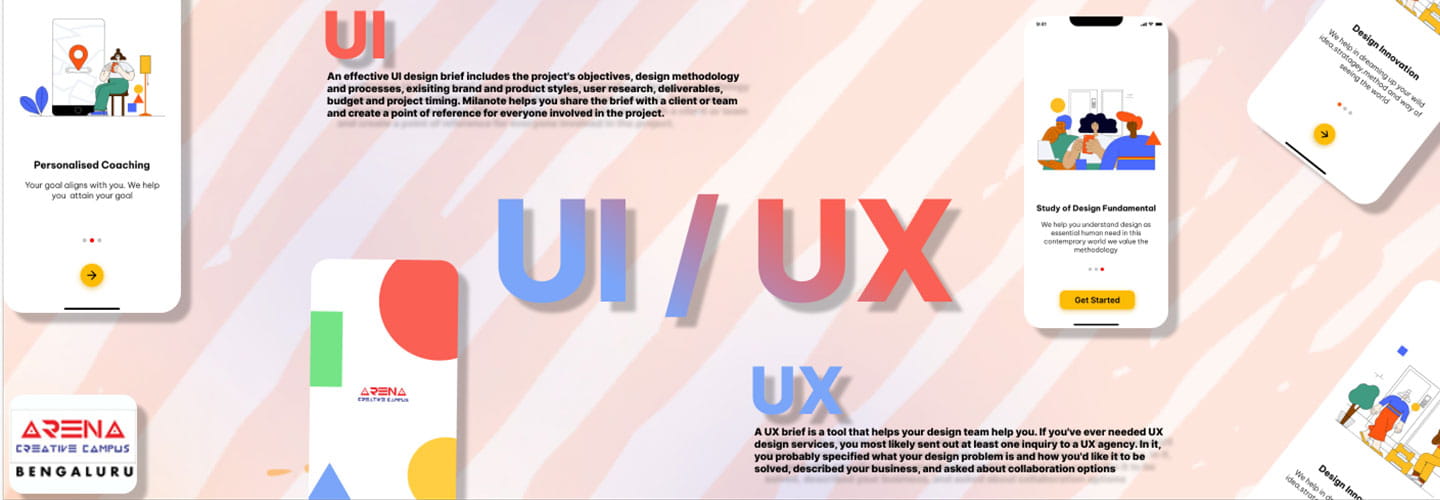 Personalised Coaching
Your goal aligns with you. We help
you attain your goal
UI
An effective UI design brief includes the project's objectives, design methodology
and processes, exisiting brand and product styles, user research, deliverables,
budget and project timing. Milanote helps you share the brief with a client or team
and create a point of reference for everyone involved in the project.
UI / UX
ARENA
CREATIVE CAMPUS
UX
A UX brief is a tool that helps your design team help you. If you've ever needed UX
design services, you most likely sent out at least one inquiry to a UX agency. In it,
you probably specified what your design problem is and how you'd like it to be
solved, described your business, and asked about collaboration options
9:41
Study of Design Fundamental
We help you understand design as
essential human need in this
contemprary world we value the
methodology
Get Started
Design Innovation
We help in dreaming up your wild
idea.stratagey.method and way of
seeing the world
Design
We help in
idea.
ARENA
CREATIVE CAMPUS
BENGALURU